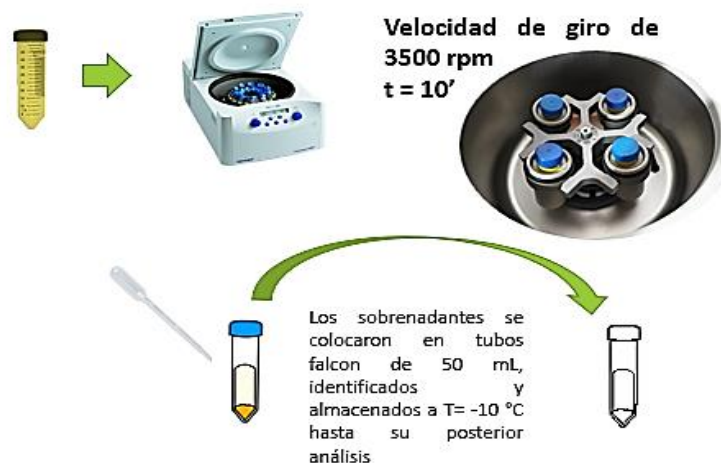 Velocidad de giro de
3500 rpm
t = 10’
Los sobrenadantes se
colocaron en tubos
falcon de 50 mL,
identificados y
almacenados a T= -10 °C
hasta su posterior
análisis